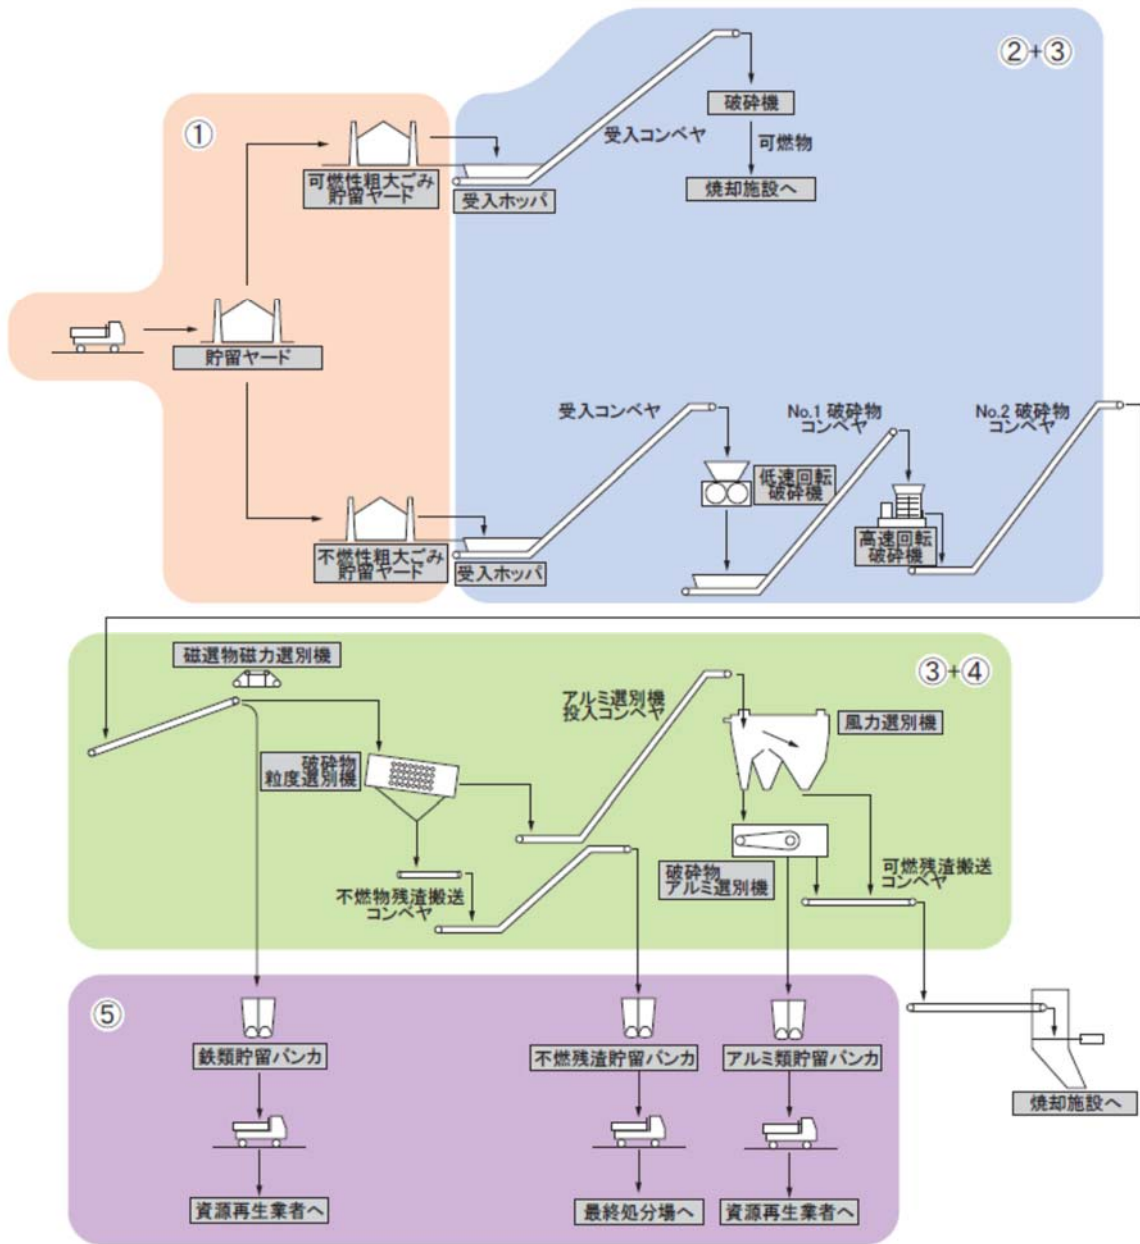 ②+③
①
破砕機
受入コンベヤ
可燃物
可燃性粗大ごみ
貯留ヤード
受入ホッパ
焼却施設へ
貯留ヤード
受入コンベヤ
No.1 破砕物
コンベヤ
No.2 破砕物
コンベヤ
低速回転
破砕機
高速回転
破砕機
不燃性粗大ごみ
貯留ヤード
受入ホッパ
磁選物磁力選別機
③+④
アルミ選別機
投入コンベヤ
風力選別機
破砕物
粒度選別機
不燃物残渣搬送
コンベヤ
破砕物
アルミ選別機
可燃残渣搬送
コンベヤ
⑤
鉄類貯留バンカ
不燃残渣貯留バンカ
アルミ類貯留バンカ
焼却施設へ
資源再生業者へ
最終処分場へ
資源再生業者へ